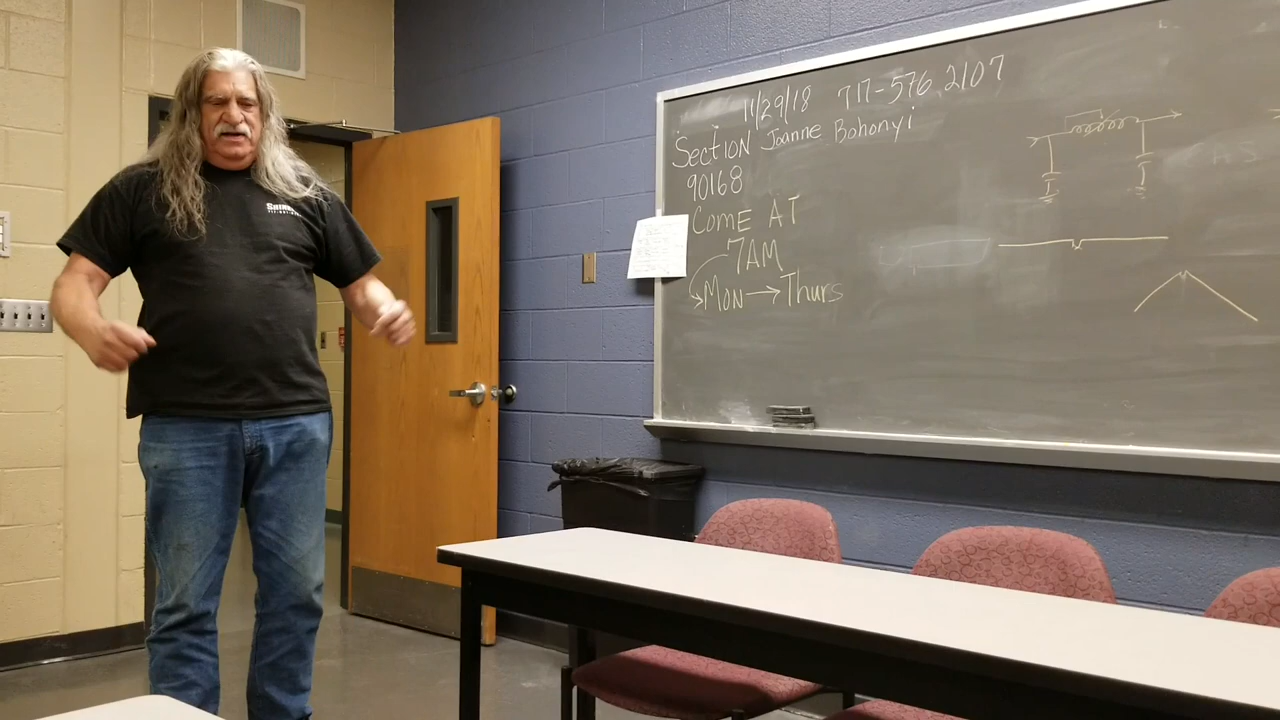 11/29/18 717-576 2107
Section Joanne Bohonyi
90168
COME AT
7AM
Mon → Thurs